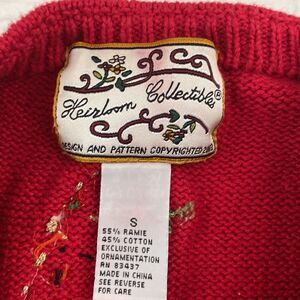 Heirloom Collectibles®
DESIGN AND PATTERN COPYRIGHTED
S
55% RAMIE
45% COTTON
EXCLUSIVE OF
ORNAMENTATION
RN 83437
MADE IN CHINA
SEE REVERSE
FOR CARE